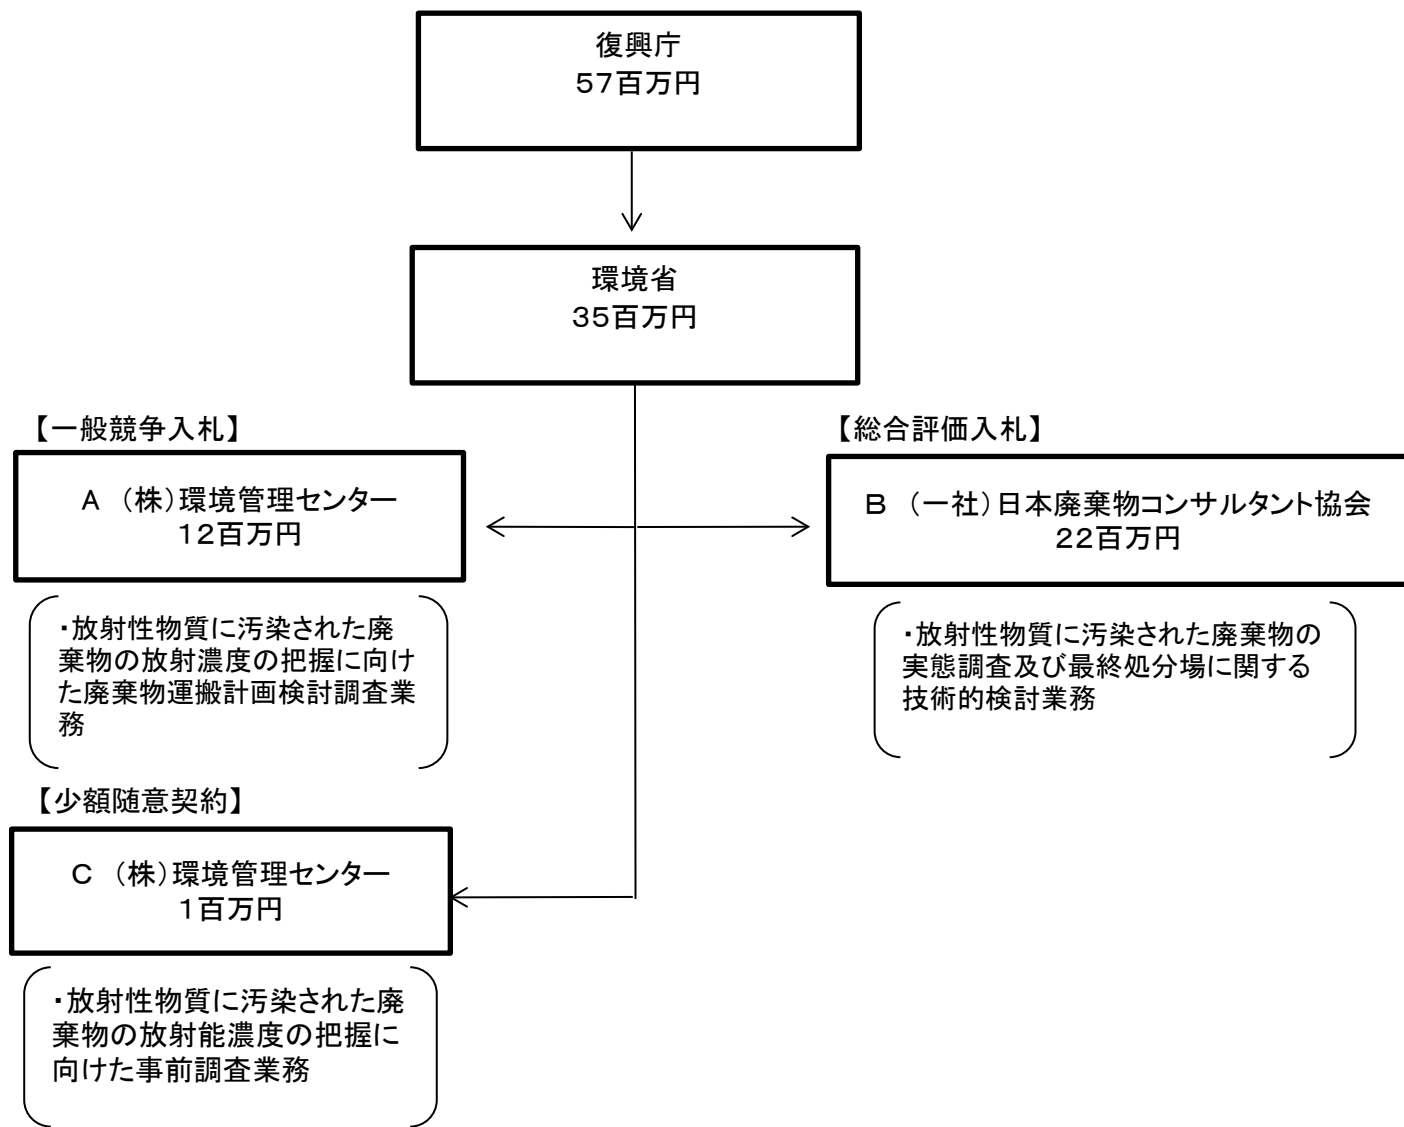 復興庁
57百万円
環境省
35百万円
【一般競争入札】
A （株）環境管理センター
12百万円
・放射性物質に汚染された廃
棄物の放射濃度の把握に向け
た廃棄物運搬計画検討調査業
務
【総合評価入札】
B （一社）日本廃棄物コンサルタント協会
22百万円
・放射性物質に汚染された廃棄物の
実態調査及び最終処分場に関する
技術的検討業務
【少額随意契約】
C （株）環境管理センター
1百万円
・放射性物質に汚染された廃
棄物の放射能濃度の把握に
向けた事前調査業務